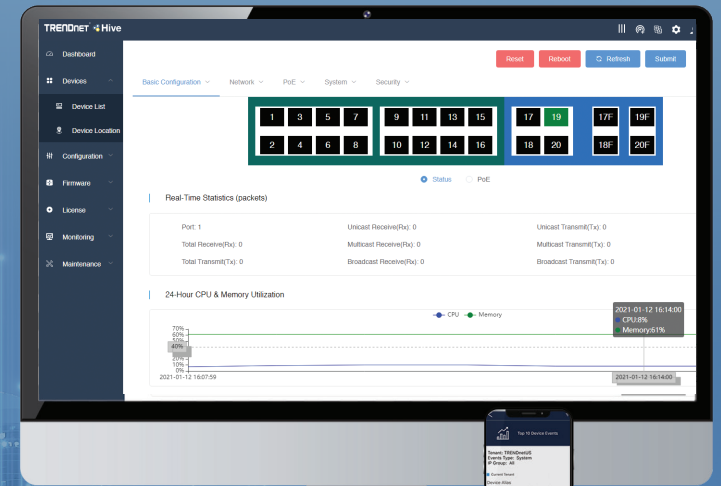 TRENDNET Hive
Reset Reboot Refresh Submit
Dashboard
Devices
Device List
Device Location
Configuration
Firmware
License
Monitoring
Maintenance
Basic Configuration Network PoE System Security
1 3 5 7 9 11 13 15 17 19 17F 19F
2 4 6 8 10 12 14 16 18 20 18F 20F
Status PoE
Real-Time Statistics (packets)
Port: 1 Unicast Receive(Rx): 0 Unicast Transmit(Tx): 0
Total Receive(Rx): 0 Multicast Receive(Rx): 0 Multicast Transmit(Tx): 0
Total Transmit(Tx): 0 Broadcast Receive(Rx): 0 Broadcast Transmit(Tx): 0
24-Hour CPU & Memory Utilization
CPU Memory
2021-01-12 16:14:00
CPU:8%
Memory:61%
70%
60%
50%
40%
20%
10%
0%
2021-01-12 16:07:59 2021-01-12 16:14:00
Top 10 Device Events
Tenant: TRENDnetUS
Events Type: System
IP Group: All
Current Tenant
Device Alias